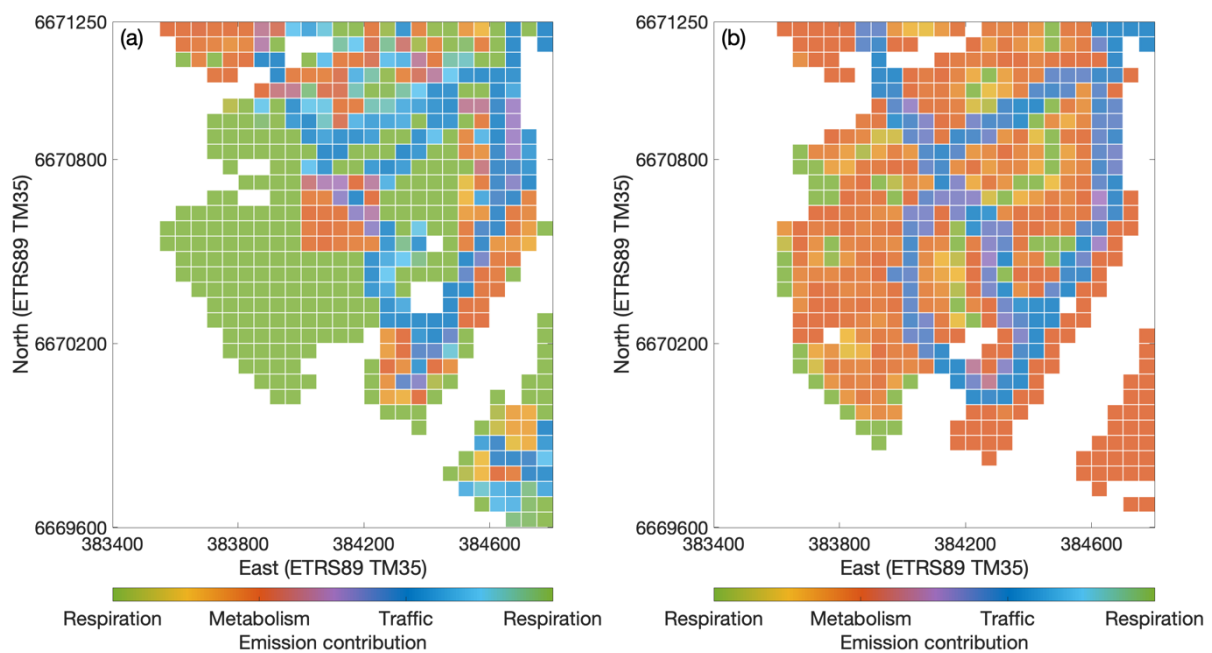 (a)
6671250
6670800
6670200
6669600
North (ETRS89 TM35)
383400 383800 384200 384600
East (ETRS89 TM35)
Respiration Metabolism Traffic Respiration
Emission contribution
(b)
6671250
6670800
6670200
6669600
North (ETRS89 TM35)
383400 383800 384200 384600
East (ETRS89 TM35)
Respiration Metabolism Traffic Respiration
Emission contribution